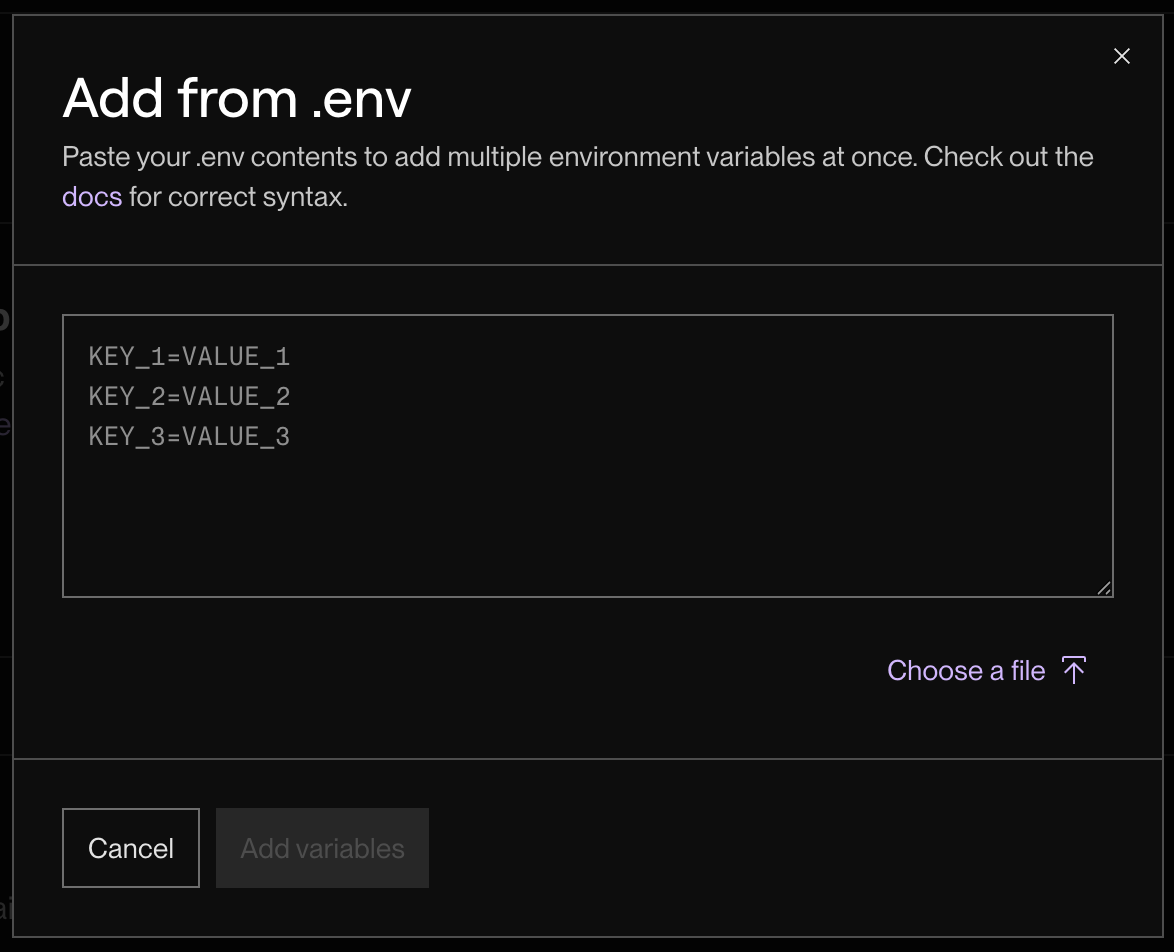 Add from .env
Paste your .env contents to add multiple environment variables at once. Check out the
docs for correct syntax.
KEY_1=VALUE_1
KEY_2=VALUE_2
KEY_3=VALUE_3
Choose a file
Cancel
Add variables